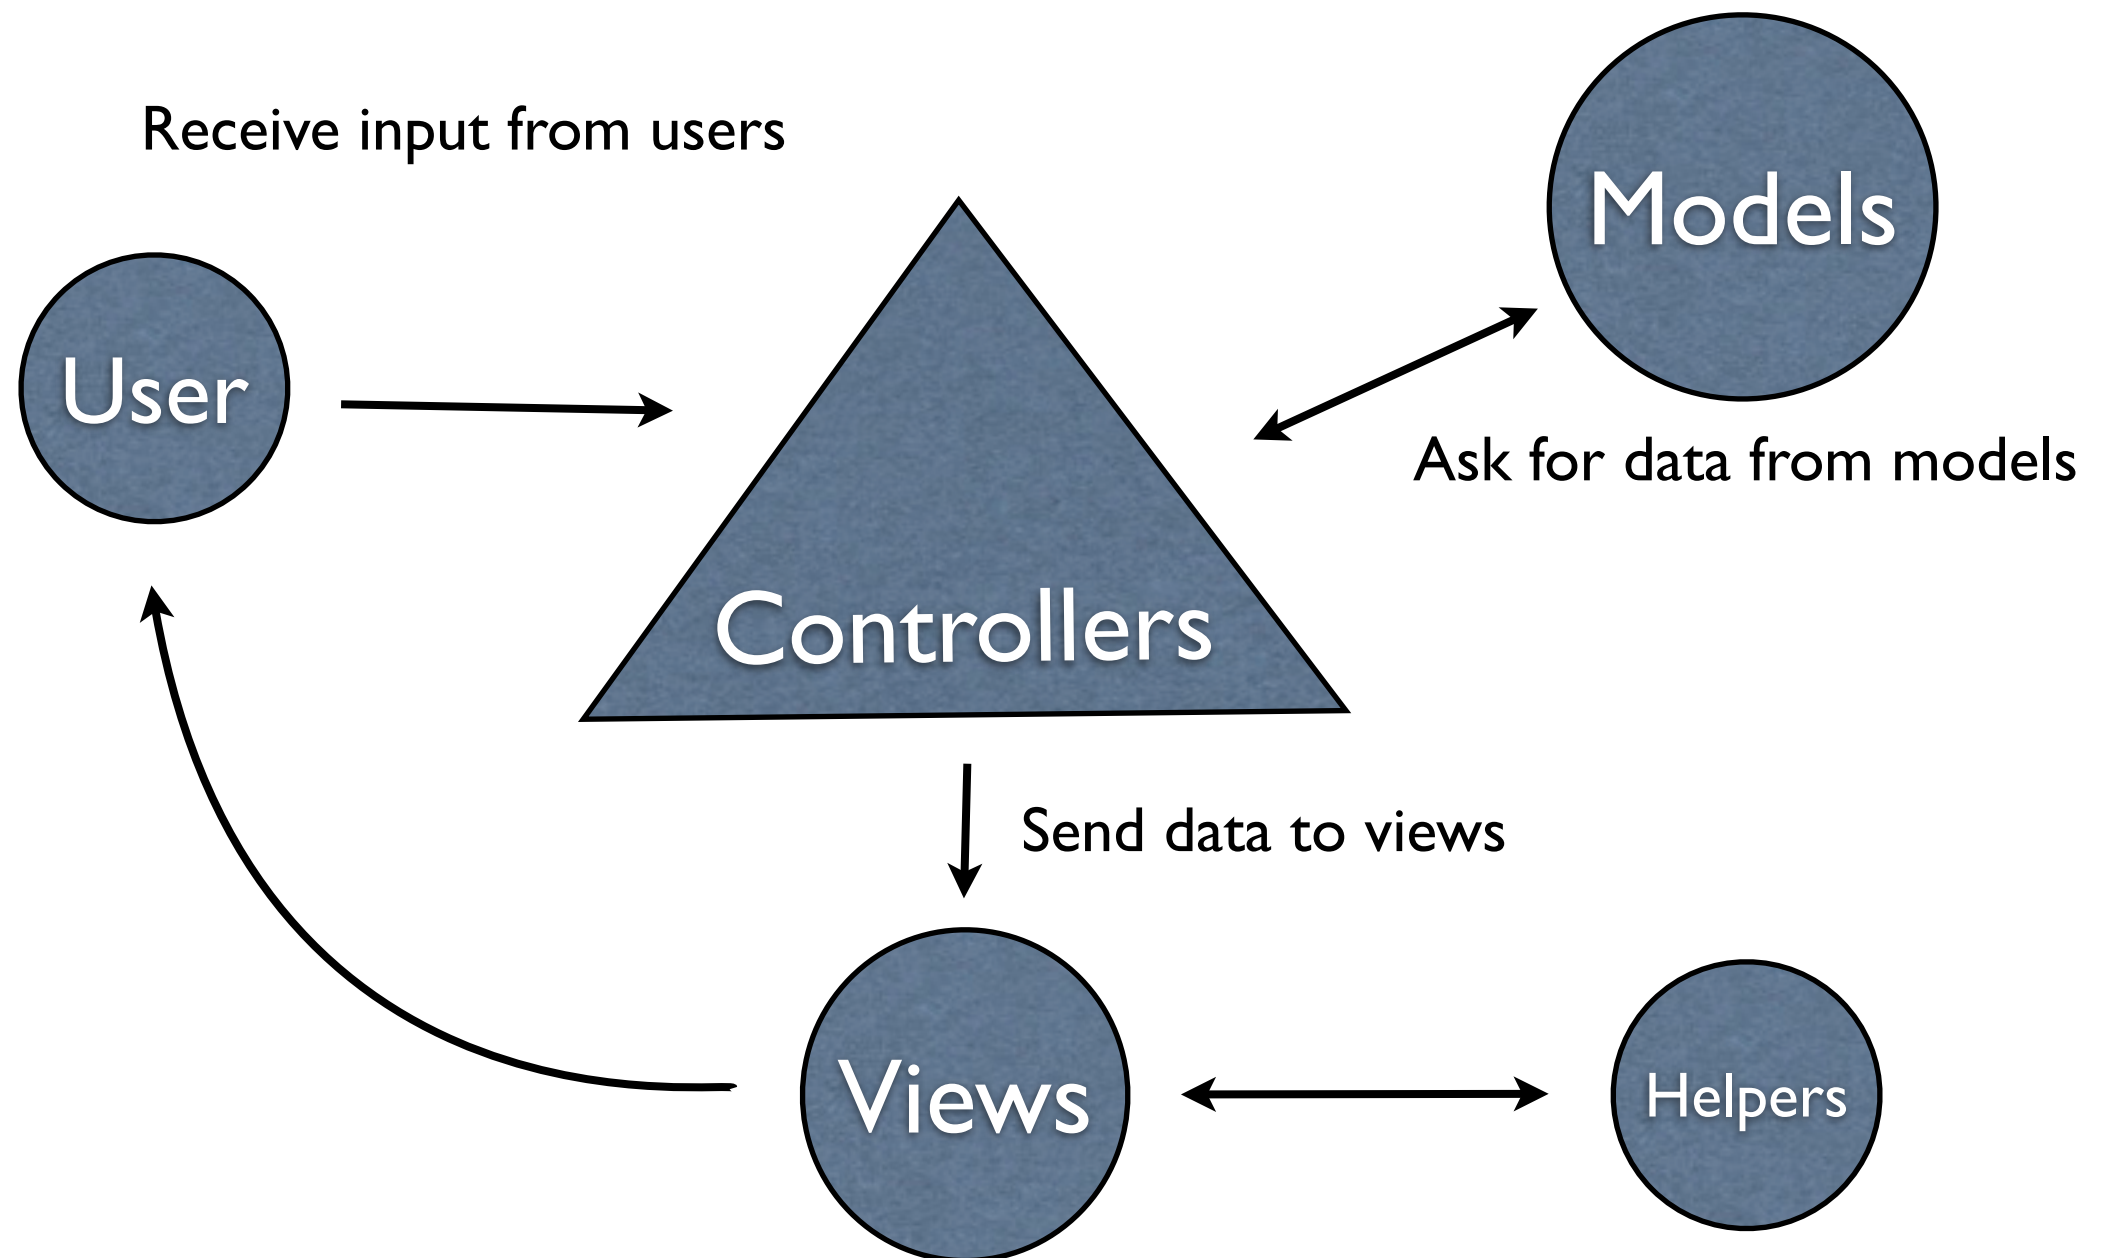 Receive input from users
Models
User
Ask for data from models
Controllers
Send data to views
Views
Helpers